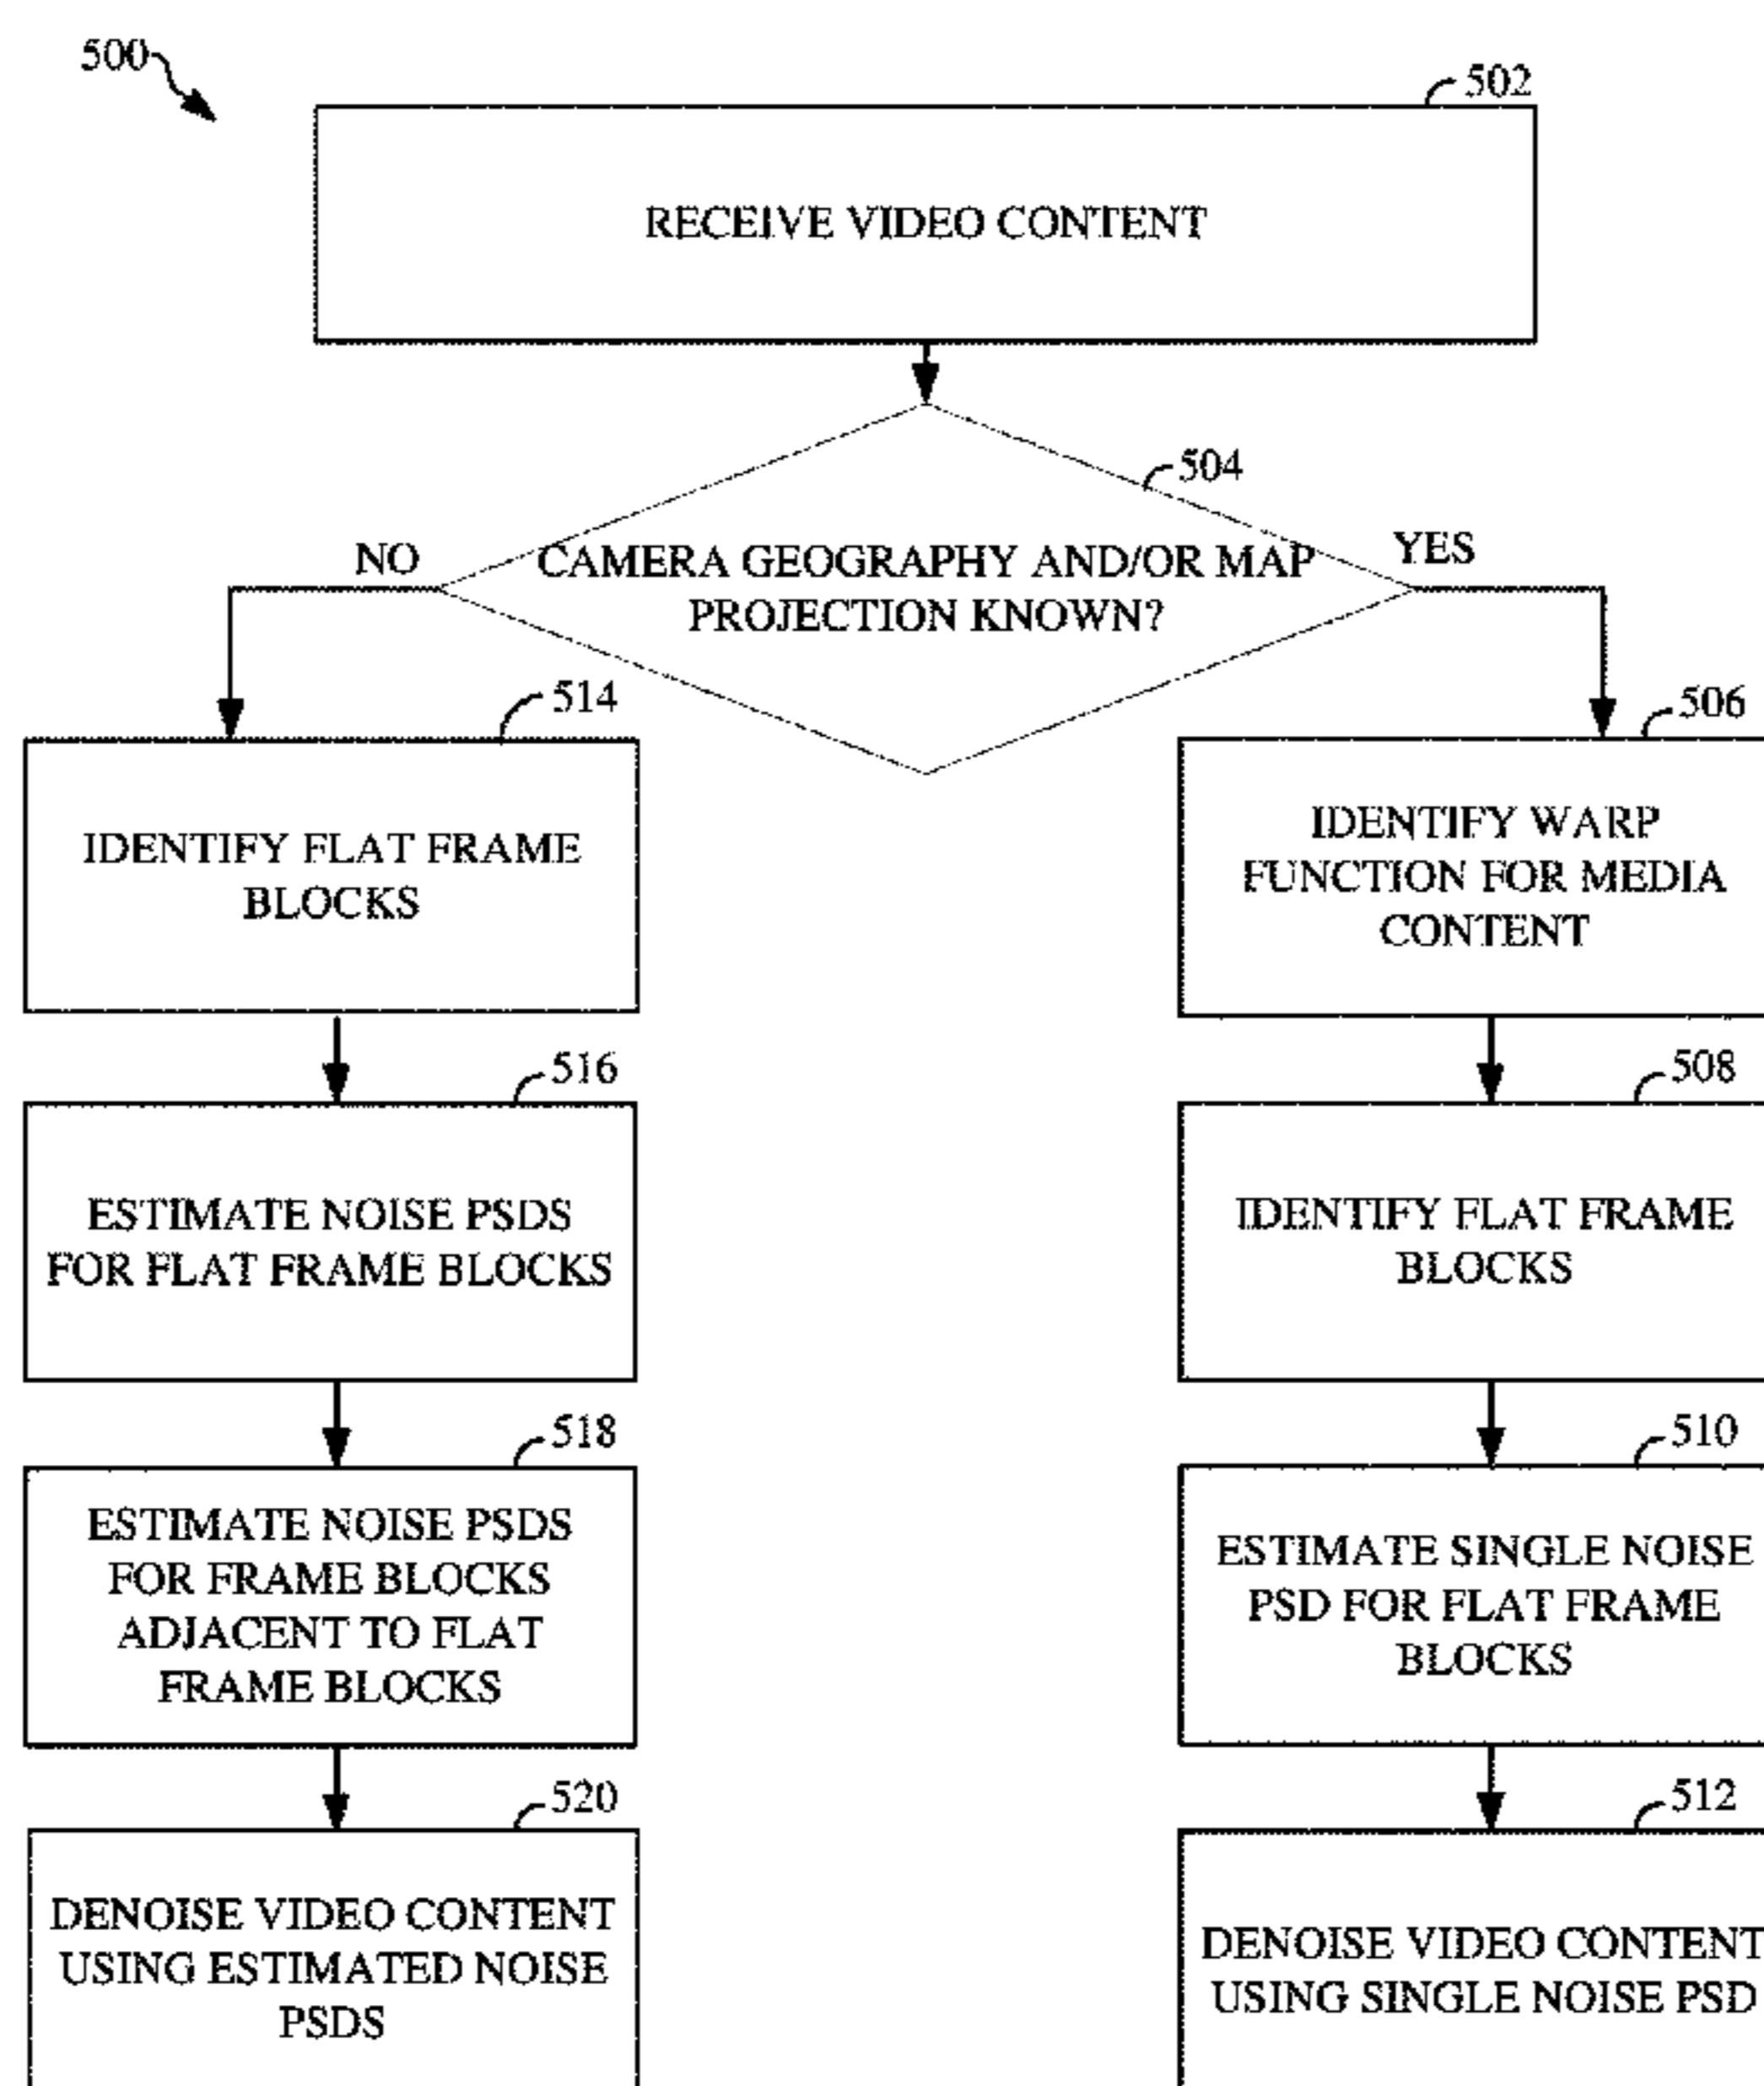 500
502
RECEIVE VIDEO CONTENT
504
NO
CAMERA GEOGRAPHY AND/OR MAP
PROJECTION KNOWN?
YES
514
IDENTIFY FLAT FRAME
BLOCKS
516
ESTIMATE NOISE PSDS
FOR FLAT FRAME BLOCKS
518
ESTIMATE NOISE PSDS
FOR FRAME BLOCKS
ADJACENT TO FLAT
FRAME BLOCKS
520
DENOISE VIDEO CONTENT
USING ESTIMATED NOISE
PSDS
506
IDENTIFY WARP
FUNCTION FOR MEDIA
CONTENT
508
IDENTIFY FLAT FRAME
BLOCKS
510
ESTIMATE SINGLE NOISE
PSD FOR FLAT FRAME
BLOCKS
512
DENOISE VIDEO CONTENT
USING SINGLE NOISE PSD